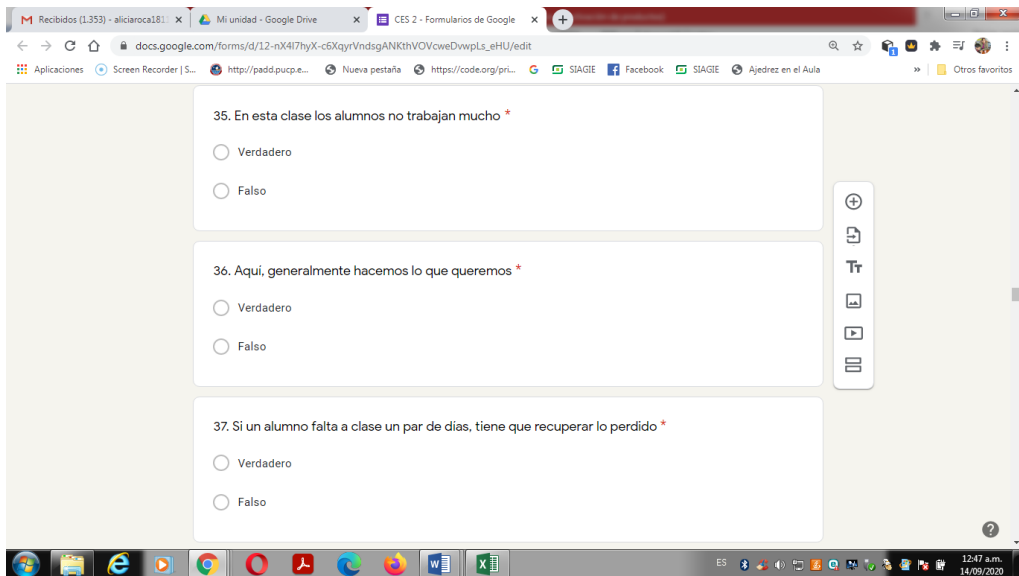 Recibidos (1.353) - aliciaroca181
Mi unidad - Google Drive
CES 2 - Formularios de Google
docs.google.com/forms/d/12-nX4I7hyX-c6XqyrVndsgANKthVOVcweDvwpLs_eHU/edit
Aplicaciones
Screen Recorder | S...
http://padd.pucp.e...
Nueva pestaña
https://code.org/pri...
SIAGIE
Facebook
SIAGIE
Ajedrez en el Aula
»
Otros favoritos
35. En esta clase los alumnos no trabajan mucho *
Verdadero
Falso
36. Aquí, generalmente hacemos lo que queremos *
Verdadero
Falso
37. Si un alumno falta a clase un par de días, tiene que recuperar lo perdido *
Verdadero
Falso
ES
12:47 a.m.
14/09/2020